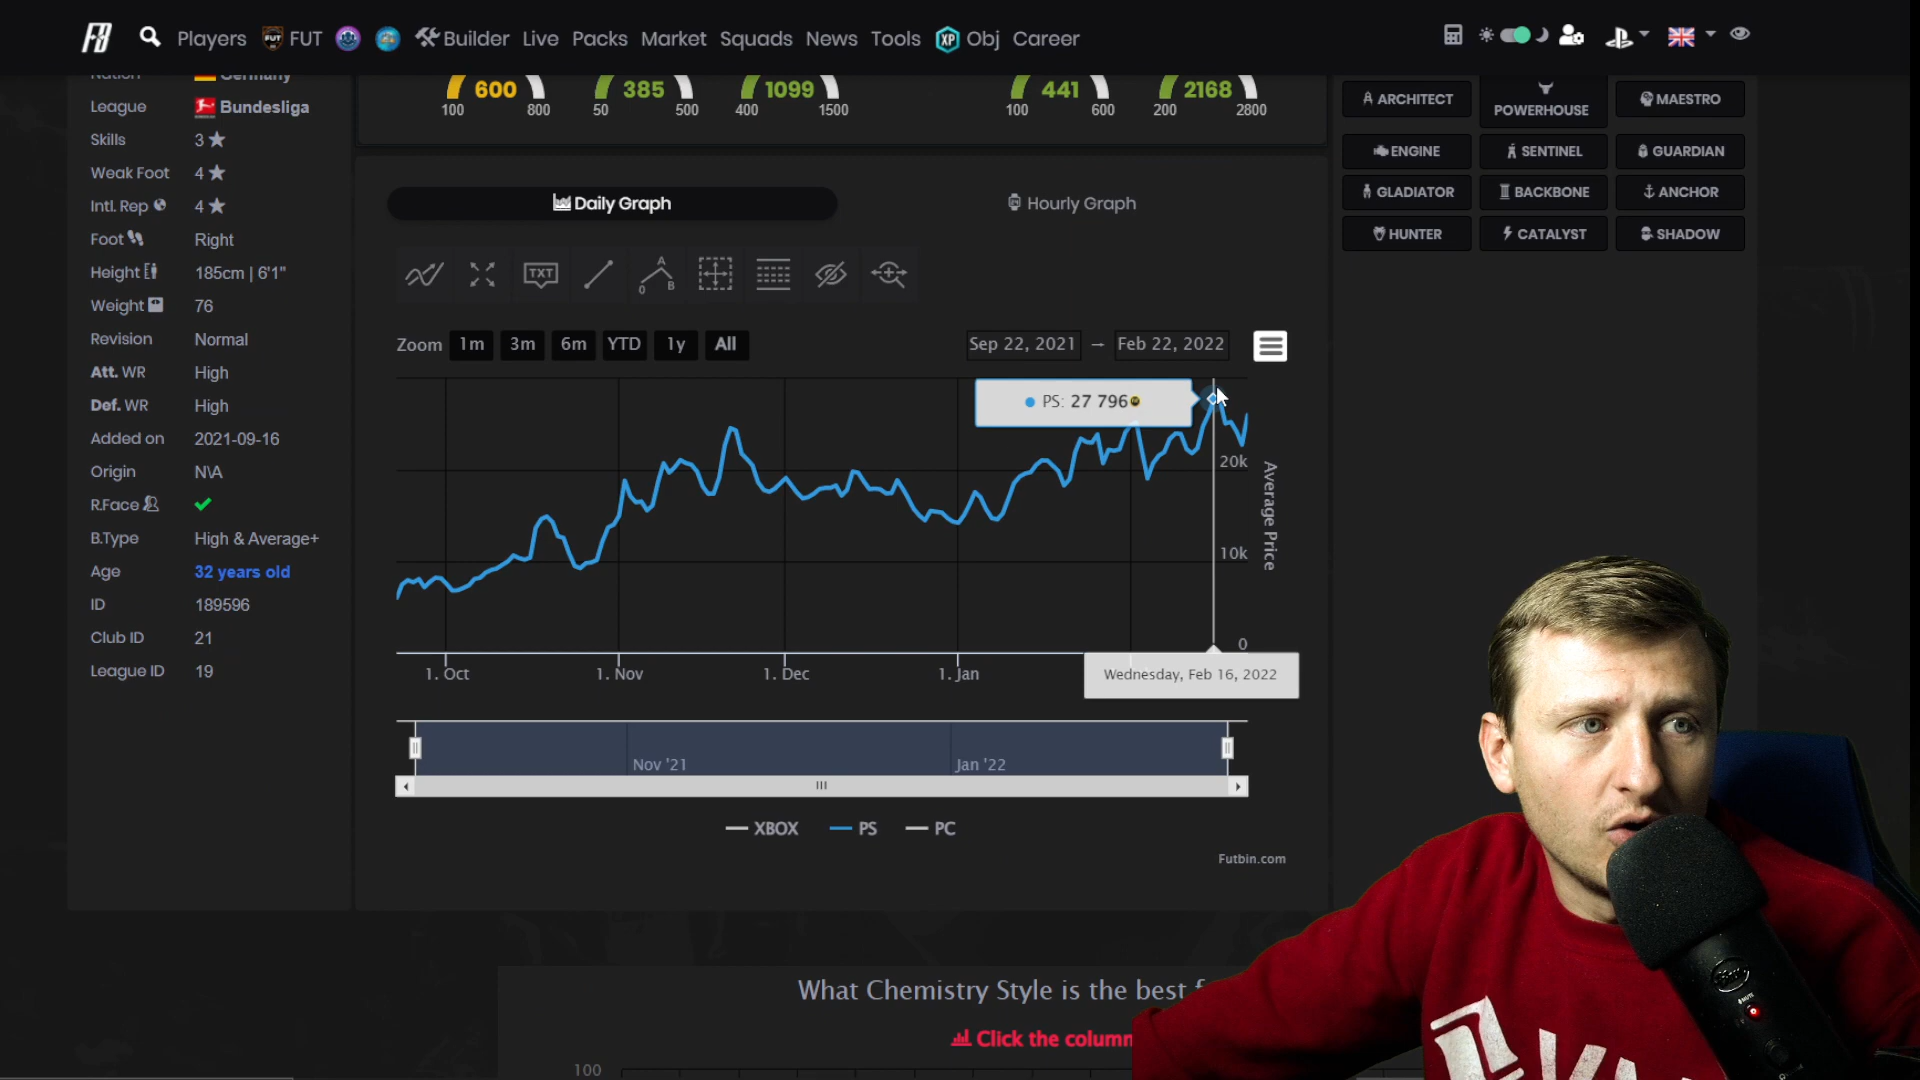 Players FUT Builder Live Packs Market Squads News Tools XP Obj Career
Nation Germany
League Bundesliga
Skills 3
Weak Foot 4
Intl. Rep 4
Foot Right
Height 185cm | 6'1"
Weight 76
Revision Normal
Att. WR High
Def. WR High
Added on 2021-09-16
Origin N\A
R.Face
B.Type High & Average+
Age 32 years old
ID 189596
Club ID 21
League ID 19
600 385 1099 441 2168
100 800 50 500 400 1500 100 600 200 2800
Daily Graph Hourly Graph
TXT
A
0 B
Zoom 1m 3m 6m YTD 1y All Sep 22, 2021 → Feb 22, 2022
PS: 27 796
20k
10k
0
Average Price
1. Oct 1. Nov 1. Dec 1. Jan
Wednesday, Feb 16, 2022
Nov '21 Jan '22
XBOX PS PC
Futbin.com
What Chemistry Style is the best
Click the column
100
ARCHITECT POWERHOUSE MAESTRO
ENGINE SENTINEL GUARDIAN
GLADIATOR BACKBONE ANCHOR
HUNTER CATALYST SHADOW
MUTE